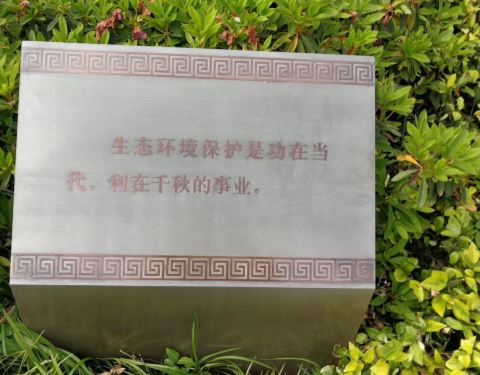 生态环境保护是功在当
代、利在千秋的事业。